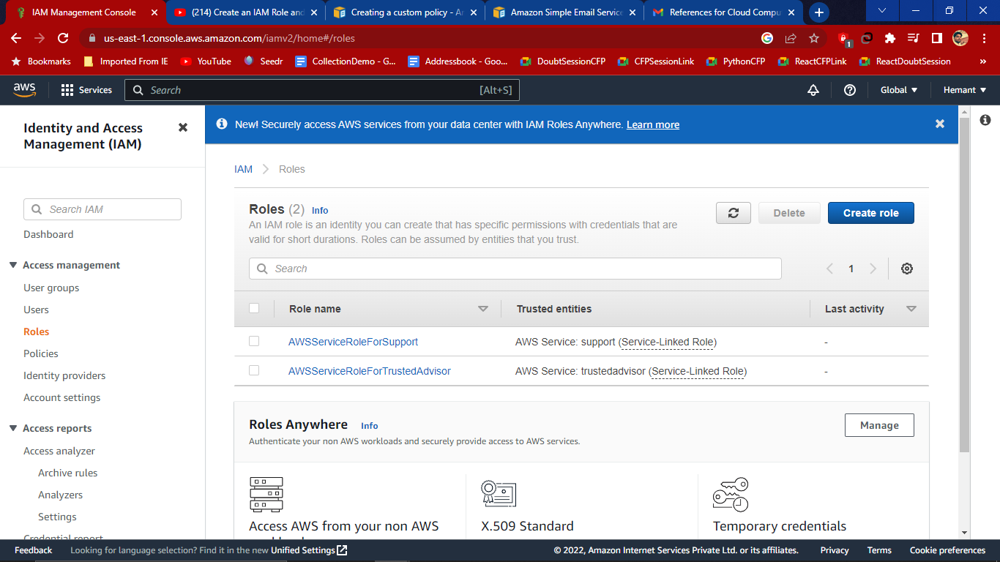 IAM Management Console
(214) Create an IAM Role and
Creating a custom policy - A
Amazon Simple Email Service
References for Cloud Compu
us-east-1.console.aws.amazon.com/iamv2/home#/roles
1
Bookmarks
Imported From IE
YouTube
Seedr
CollectionDemo - G...
Addressbook - Goo...
DoubtSessionCFP
CFPSessionLink
PythonCFP
ReactCFPLink
ReactDoubtSession
»
aws
Services
Search
[Alt+S]
Global
Hemant
Identity and Access
Management (IAM)
Search IAM
Dashboard
Access management
User groups
Users
Roles
Policies
Identity providers
Account settings
Access reports
Access analyzer
Archive rules
Analyzers
Settings
Credential report
New! Securely access AWS services from your data center with IAM Roles Anywhere. Learn more
IAM
Roles
Roles (2) Info
An IAM role is an identity you can create that has specific permissions with credentials that are
valid for short durations. Roles can be assumed by entities that you trust.
Delete
Create role
Search
1
Role name
Trusted entities
Last activity
AWSServiceRoleForSupport
AWS Service: support (Service-Linked Role)
-
AWSServiceRoleForTrustedAdvisor
AWS Service: trustedadvisor (Service-Linked Role)
-
Roles Anywhere Info
Authenticate your non AWS workloads and securely provide access to AWS services.
Manage
Access AWS from your non AWS
X.509 Standard
Temporary credentials
Feedback
Looking for language selection? Find it in the new Unified Settings
© 2022, Amazon Internet Services Private Ltd. or its affiliates.
Privacy
Terms
Cookie preferences